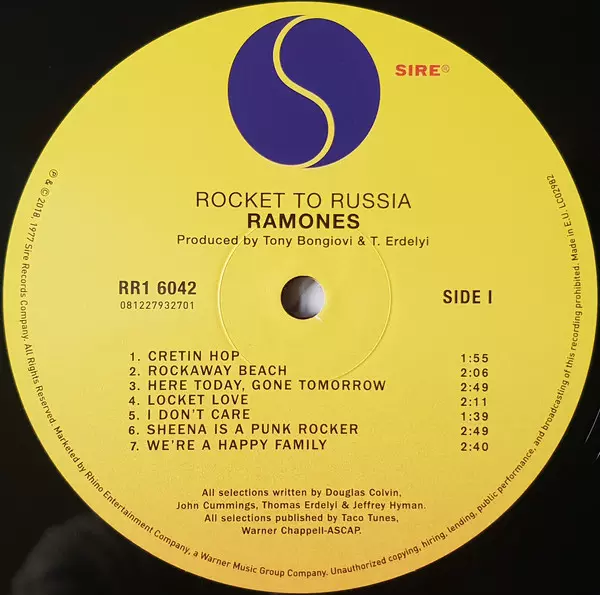 SIRE®
ROCKET TO RUSSIA
RAMONES
Produced by Tony Bongiovi & T. Erdelyi
RR1 6042
081227932701
SIDE I
1. CRETIN HOP 1:55
2. ROCKAWAY BEACH 2:06
3. HERE TODAY, GONE TOMORROW 2:49
4. LOCKET LOVE 2:11
5. I DON'T CARE 1:39
6. SHEENA IS A PUNK ROCKER 2:49
7. WE'RE A HAPPY FAMILY 2:40
All selections written by Douglas Colvin,
John Cummings, Thomas Erdelyi & Jeffrey Hyman.
All selections published by Taco Tunes,
Warner Chappell-ASCAP.
℗ & © 2018, 1977 Sire Records Company. All Rights Reserved. Marketed by Rhino Entertainment Company, a Warner Music Group Company. Unauthorized copying, hiring, lending, public performance, and broadcasting of this recording prohibited. Made in E.U. LC02982